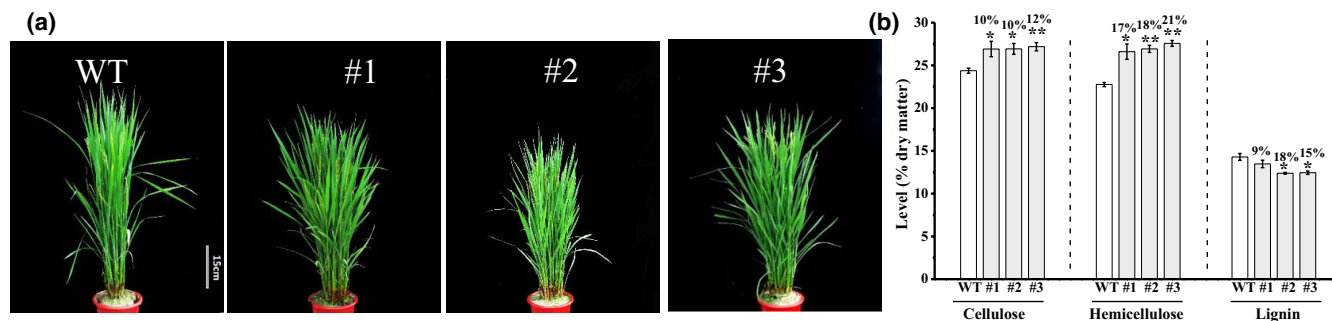 (a)
WT
#1
#2
#3
15cm
(b)
Level (% dry matter)
30
25
20
15
10
5
0
10%
10%
12%
*
*
**
17%
18%
21%
*
**
**
9%
18%
15%
*
*
WT #1 #2 #3
WT #1 #2 #3
WT #1 #2 #3
Cellulose
Hemicellulose
Lignin